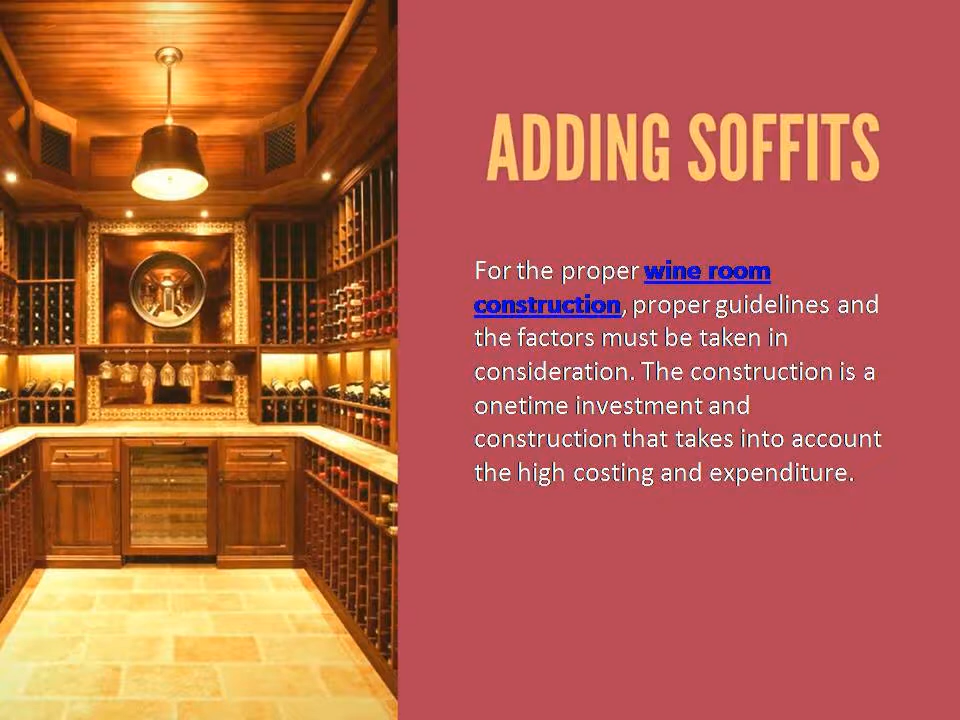 ADDING SOFFITS
For the proper wine room
construction, proper guidelines and
the factors must be taken in
consideration. The construction is a
onetime investment and
construction that takes into account
the high costing and expenditure.